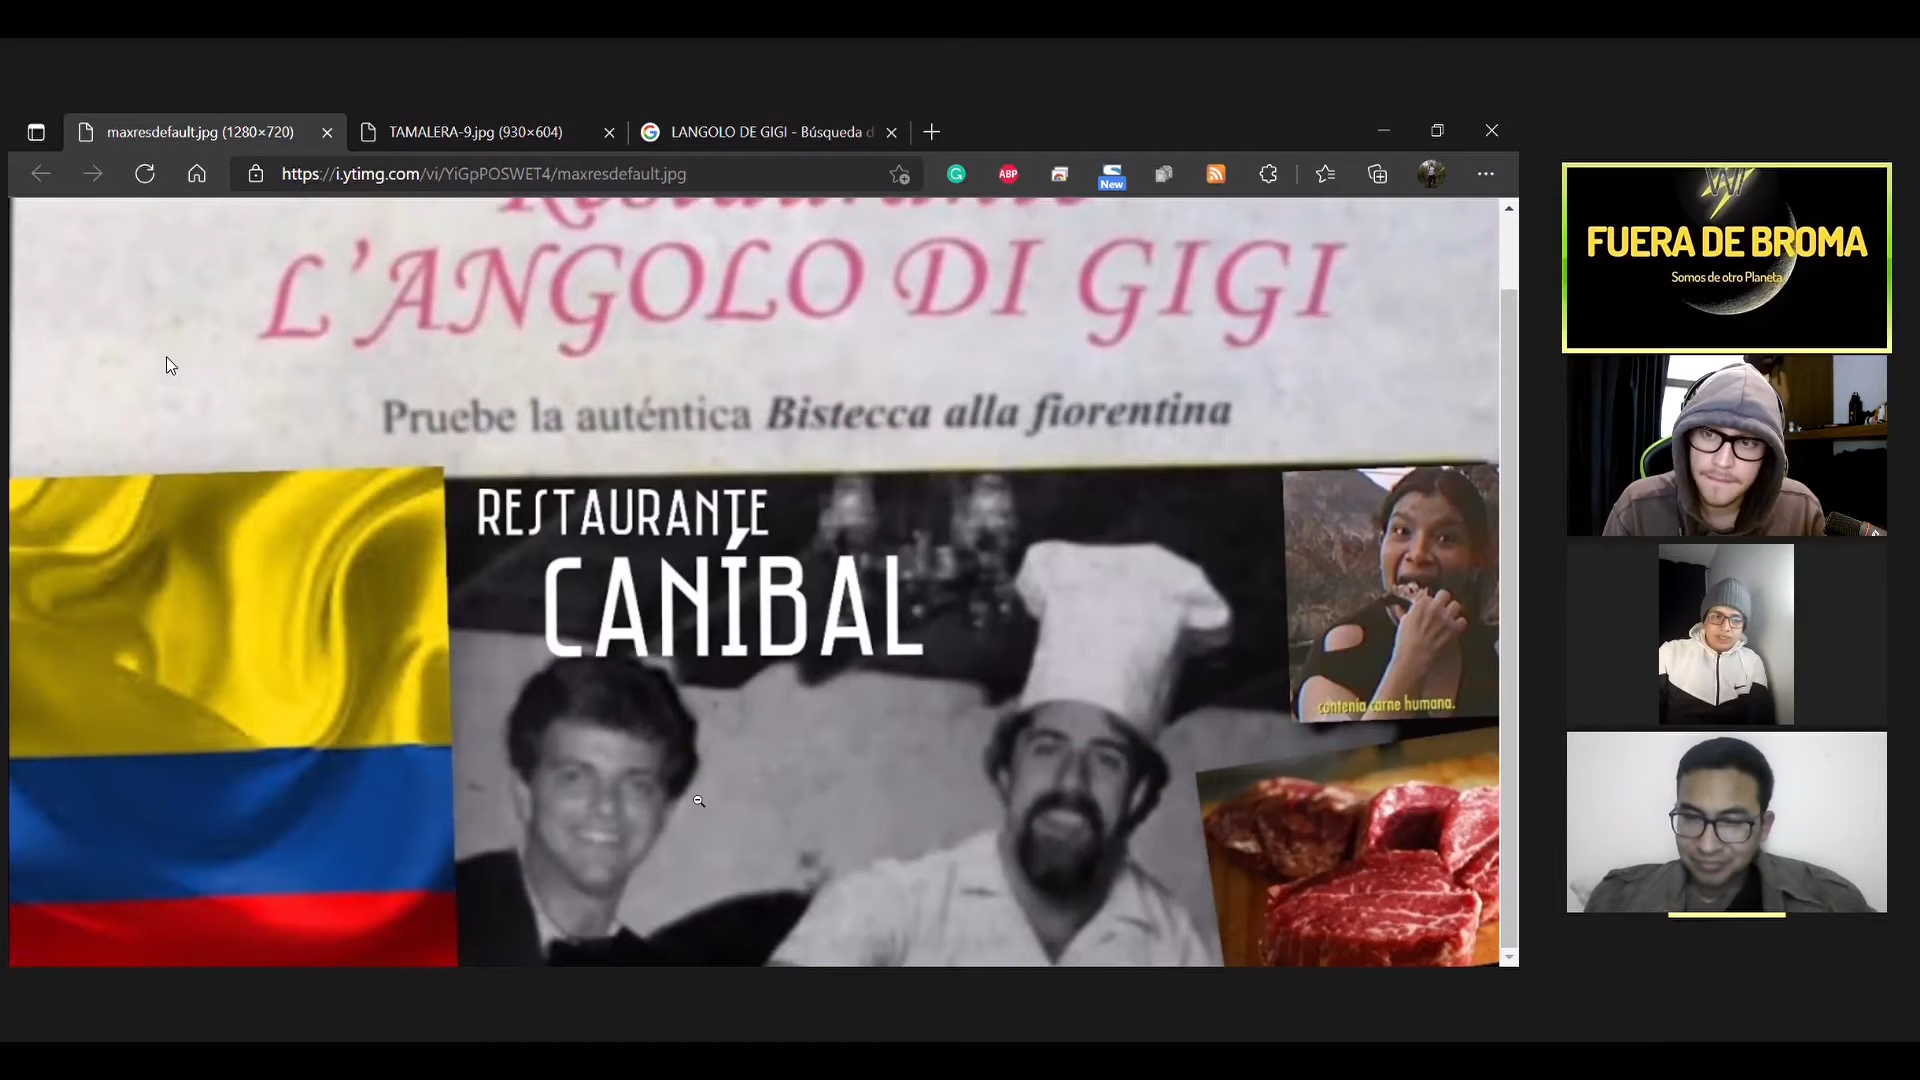 maxresdefault.jpg (1280×720)
TAMALERA-9.jpg (930×604)
LANGOLO DE GIGI - Búsqueda d
https://i.ytimg.com/vi/YiGpPOSWET4/maxresdefault.jpg
ABP
New
Restaurante
L'ANGOLO DI GIGI
Pruebe la auténtica Bistecca alla fiorentina
RESTAURANTE
CANÍBAL
contenía carne humana.
FUERA DE BROMA
Somos de otro Planeta